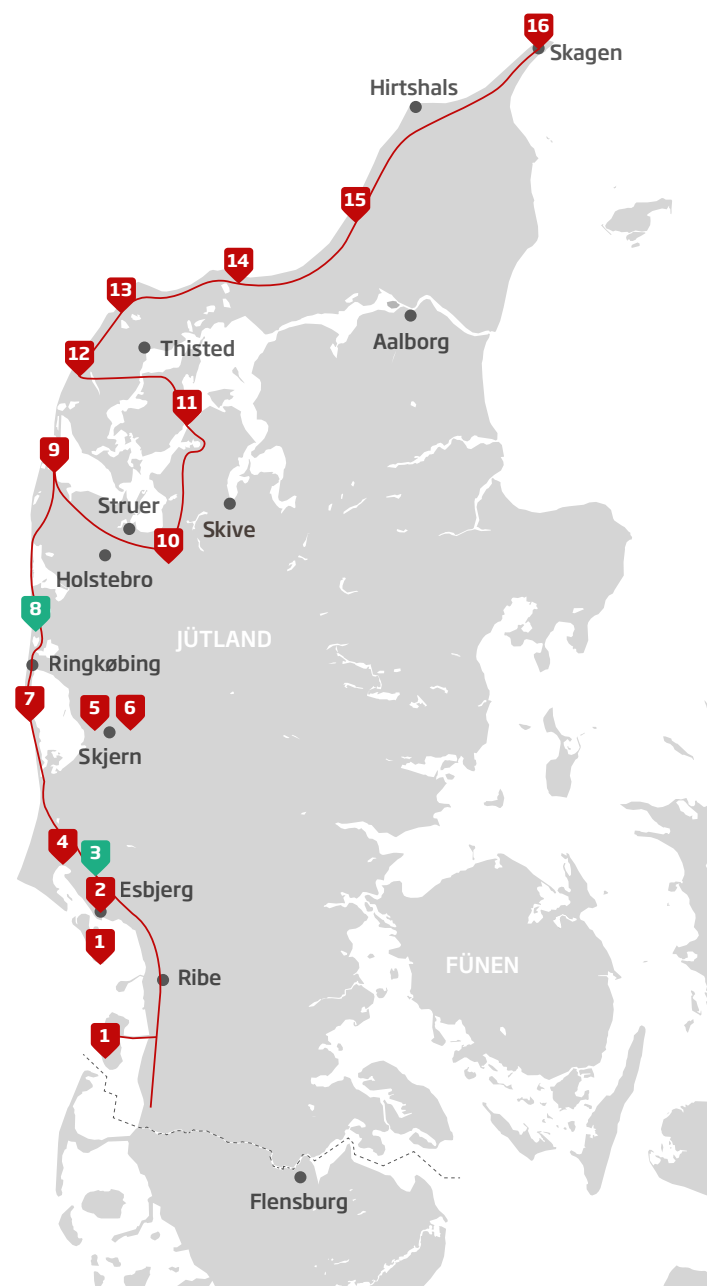 16
Skagen
Hirtshals
15
14
13
Aalborg
Thisted
12
11
9
Struer
Skive
10
Holstebro
8
JÜTLAND
Ringkøbing
7
5
6
Skjern
4
3
2
Esbjerg
1
FÜNEN
Ribe
1
Flensburg